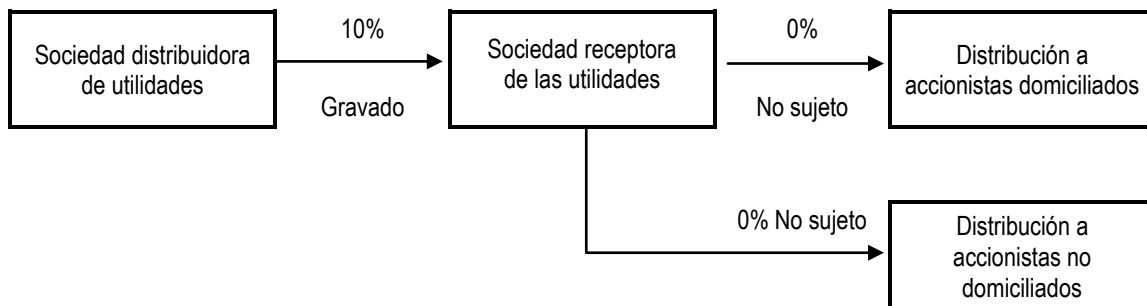 Sociedad distribuidora
de utilidades
10%
Gravado
Sociedad receptora
de las utilidades
0%
No sujeto
Distribución a
accionistas domiciliados
0% No sujeto
Distribución a
accionistas no
domiciliados